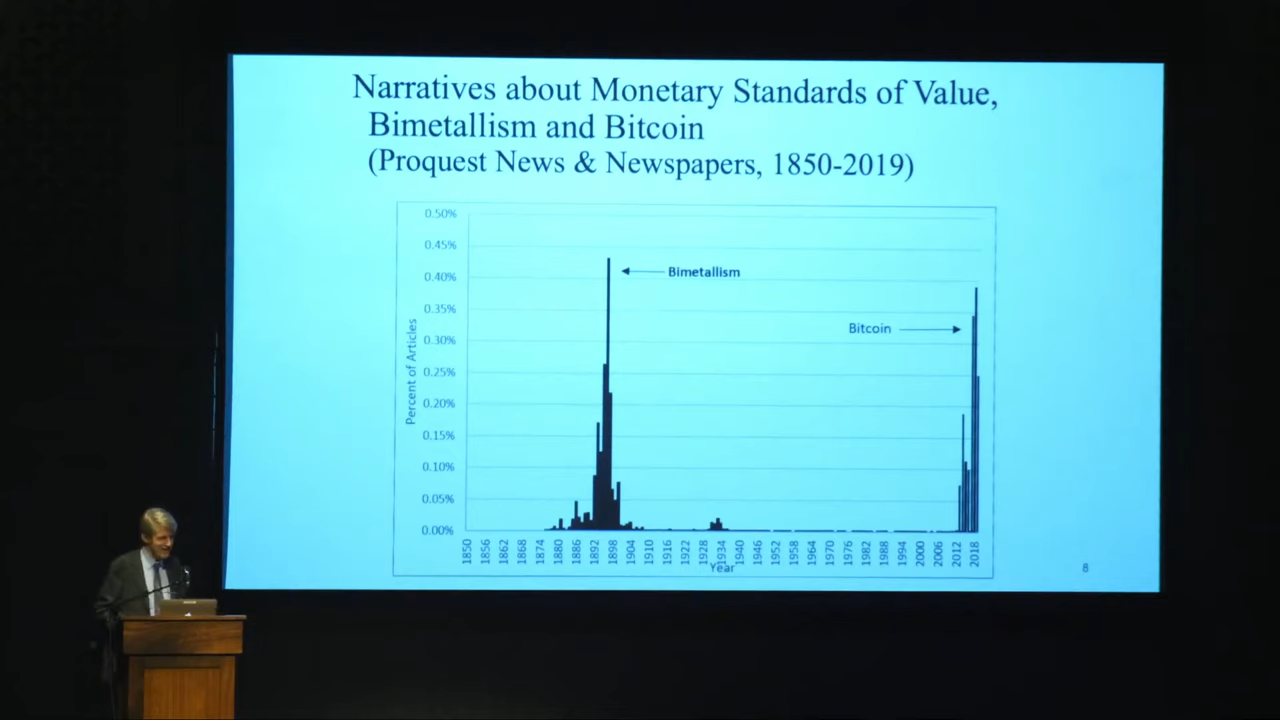 Narratives about Monetary Standards of Value,
Bimetallism and Bitcoin
(Proquest News & Newspapers, 1850-2019)
0.50%
0.45%
0.40%
0.35%
0.30%
0.25%
0.20%
0.15%
0.10%
0.05%
0.00%
Percent of Articles
Bimetallism
Bitcoin
1850 1856 1862 1868 1874 1880 1886 1892 1898 1904 1910 1916 1922 1928 1934 1940 1946 1952 1958 1964 1970 1976 1982 1988 1994 2000 2006 2012 2018
Year
8